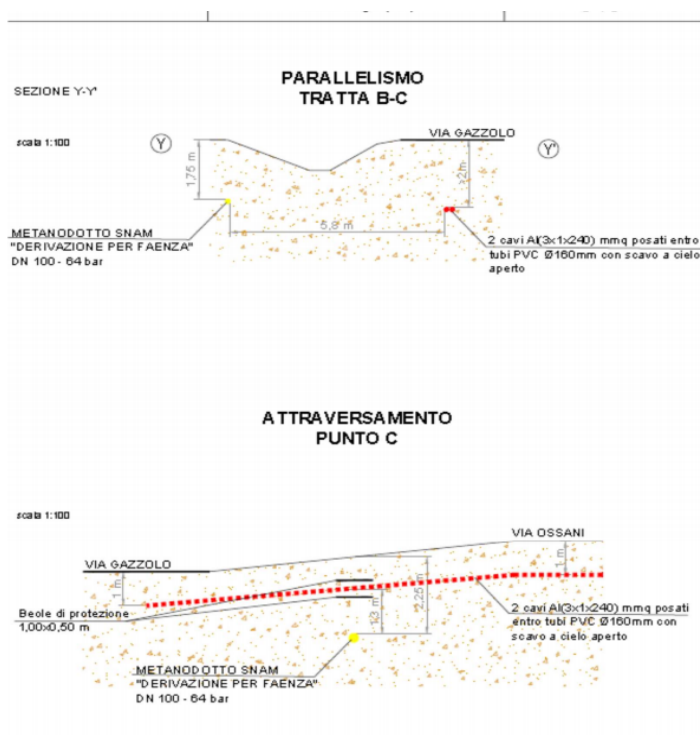 PARALLELISMO
TRATTA B-C
SEZIONE Y-Y'
scala 1:100
Y
VIA GAZZOLO
Y'
1,75 m
>2m
5,8 m
METANODOTTO SNAM
"DERIVAZIONE PER FAENZA"
DN 100 - 64 bar
2 cavi Al(3x1x240) mmq posati entro
tubi PVC Ø160mm con scavo a cielo
aperto
ATTRAVERSAMENTO
PUNTO C
scala 1:100
VIA OSSANI
VIA GAZZOLO
1 m
1 m
2,25 m
1,3 m
Beole di protezione
1,00x0,50 m
2 cavi Al(3x1x240) mmq posati
entro tubi PVC Ø160mm con
scavo a cielo aperto
METANODOTTO SNAM
"DERIVAZIONE PER FAENZA"
DN 100 - 64 bar